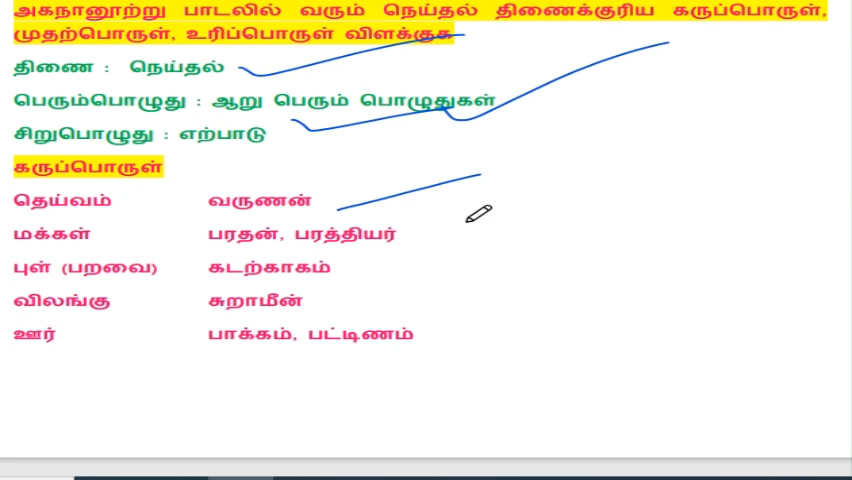 அகநானூற்று பாடலில் வரும் நெய்தல் திணைக்குரிய கருப்பொருள்,
முதற்பொருள், உரிப்பொருள் விளக்குக
திணை : நெய்தல்
பெரும்பொழுது : ஆறு பெரும் பொழுதுகள்
சிறுபொழுது : எற்பாடு
கருப்பொருள்
தெய்வம் வருணன்
மக்கள் பரதன், பரத்தியர்
புள் (பறவை) கடற்காகம்
விலங்கு சுறாமீன்
ஊர் பாக்கம், பட்டிணம்